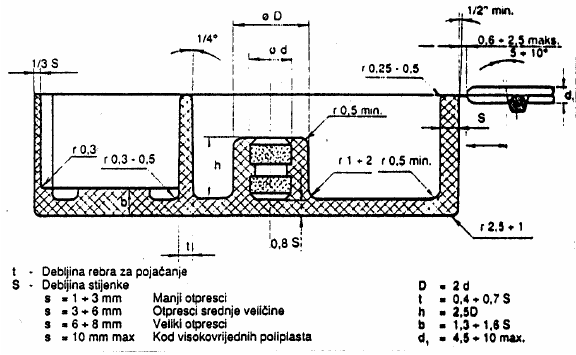 ø D
1/2° min.
1/4°
ø d
0,6 ÷ 2,5 maks.
5 ÷ 10°
1/3 S
r 0,25 - 0,5
d₁
r 0,5 min.
S
r 0,3
r 0,3 - 0,5
h
r 1 ÷ 2
r 0,5 min.
b
t
0,8 S
r 2,5 ÷ 1
t - Debljina rebra za pojačanje
S - Debljina stijenke
s = 1 ÷ 3 mm Manji otpresci
s = 3 ÷ 6 mm Otpresci srednje veličine
s = 6 ÷ 8 mm Veliki otpresci
s = 10 mm max Kod visokovrijednih poliplasta
D = 2 d
t = 0,4 ÷ 0,7 S
h = 2,5D
b = 1,3 ÷ 1,6 S
d₁ = 4,5 ÷ 10 max.